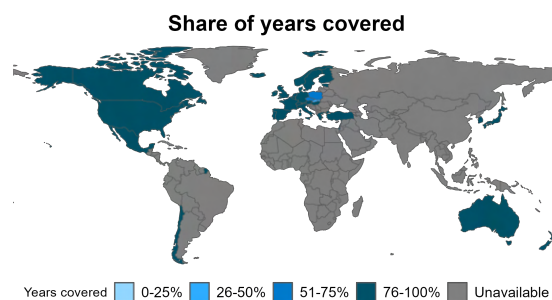 Share of years covered
Years covered 0-25% 26-50% 51-75% 76-100% Unavailable